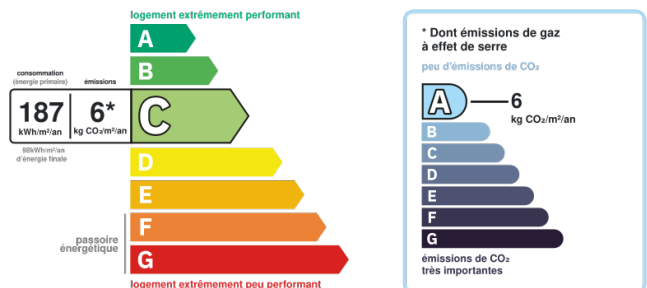 logement extrêmement performant
A
B
consommation
(énergie primaire)
émissions
187
kWh/m²/an
6*
kg CO₂/m²/an
C
98kWh/m²/an
d'énergie finale
D
E
F
passoire
énergétique
G
logement extrêmement peu performant
* Dont émissions de gaz
à effet de serre
peu d'émissions de CO₂
A
6
kg CO₂/m²/an
B
C
D
E
F
G
émissions de CO₂
très importantes